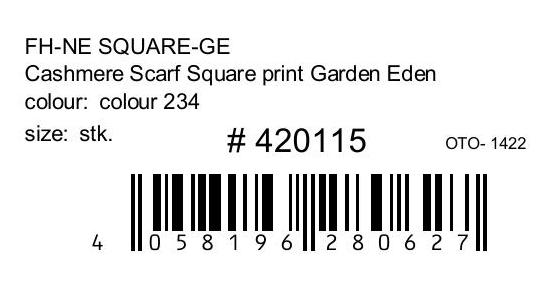 FH-NE SQUARE-GE
Cashmere Scarf Square print Garden Eden
colour: colour 234
size: stk.
# 420115
OTO- 1422
4 058196 280627